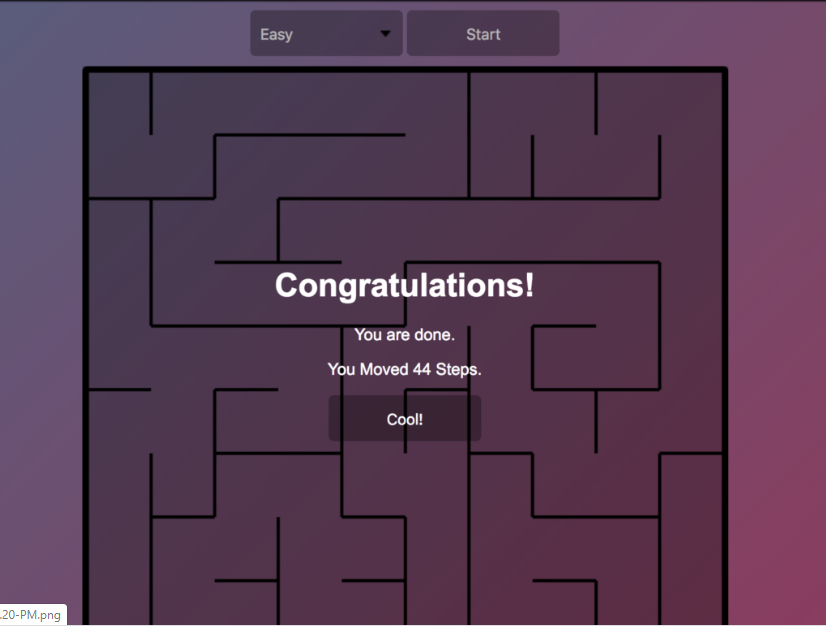 Easy
Start
Congratulations!
You are done.
You Moved 44 Steps.
Cool!
.20-PM.png